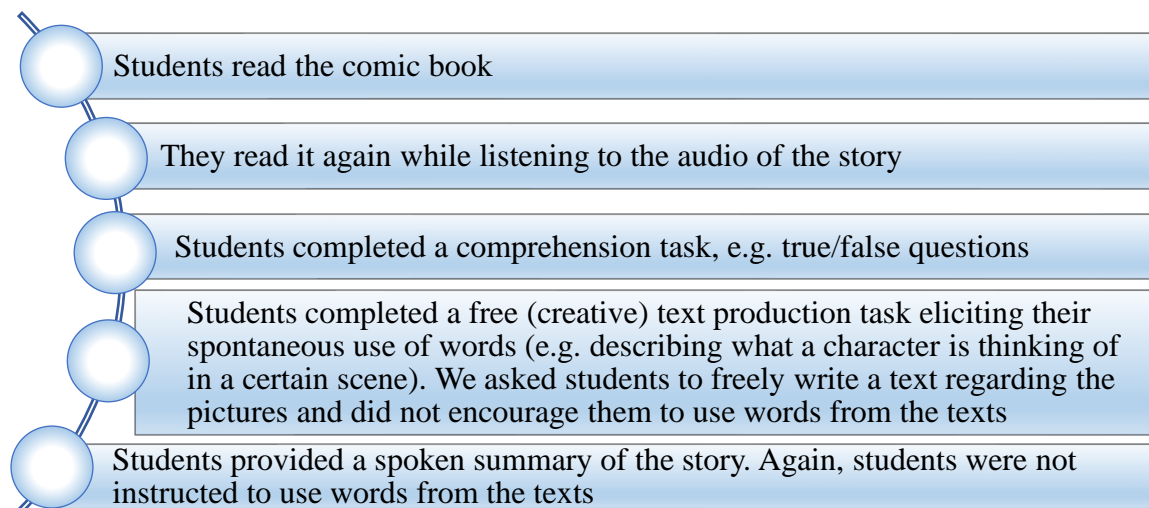 Students read the comic book
They read it again while listening to the audio of the story
Students completed a comprehension task, e.g. true/false questions
Students completed a free (creative) text production task eliciting their
spontaneous use of words (e.g. describing what a character is thinking of
in a certain scene). We asked students to freely write a text regarding the
pictures and did not encourage them to use words from the texts
Students provided a spoken summary of the story. Again, students were not
instructed to use words from the texts